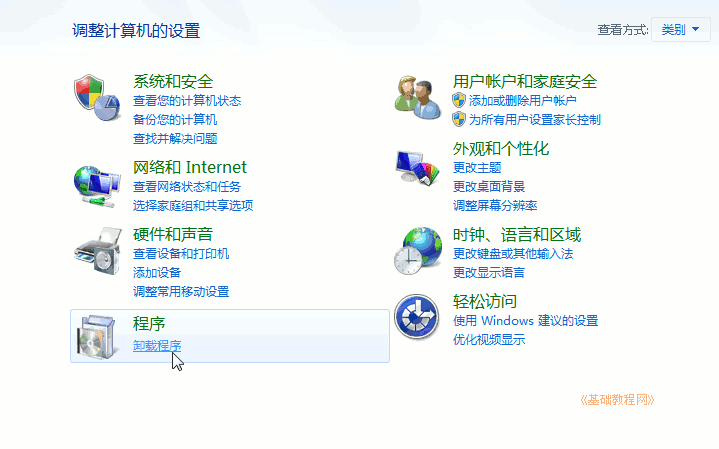 调整计算机的设置
查看方式: 类别
系统和安全
查看您的计算机状态
备份您的计算机
查找并解决问题
网络和 Internet
查看网络状态和任务
选择家庭组和共享选项
硬件和声音
查看设备和打印机
添加设备
调整常用移动设置
程序
卸载程序
用户帐户和家庭安全
添加或删除用户帐户
为所有用户设置家长控制
外观和个性化
更改主题
更改桌面背景
调整屏幕分辨率
时钟、语言和区域
更改键盘或其他输入法
更改显示语言
轻松访问
使用 Windows 建议的设置
优化视频显示
《基础教程网》